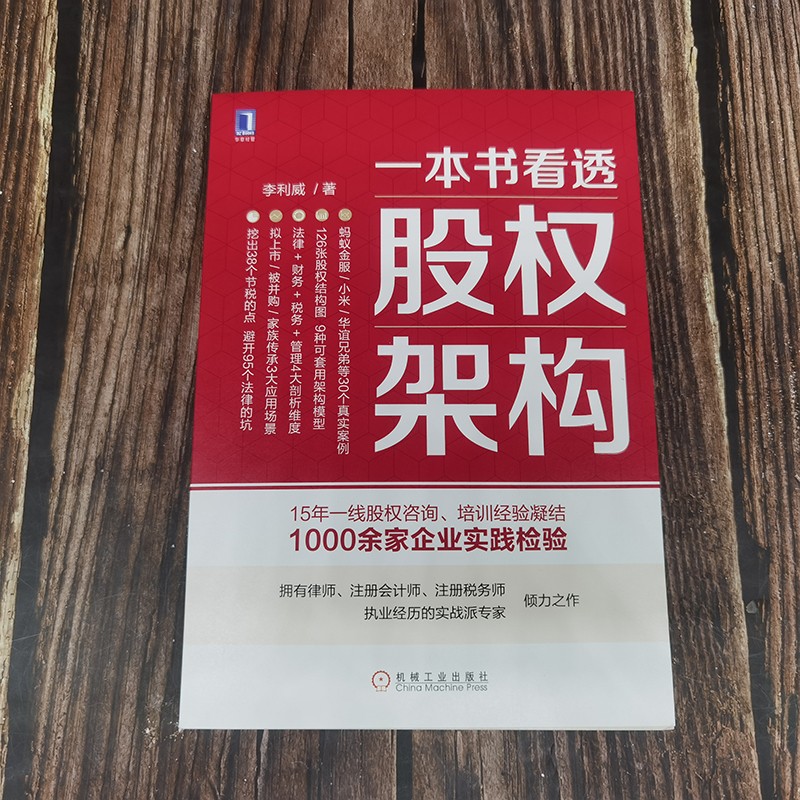 华章经管
一本书看透
股权
架构
李利威 / 著
蚂蚁金服 / 小米 / 华谊兄弟等30个真实案例
126张股权结构图 9种可套用架构模型
法律 + 财务 + 税务 + 管理4大剖析维度
拟上市 / 被并购 / 家族传承3大应用场景
挖出38个节税的点 避开95个法律的坑
15年一线股权咨询、培训经验凝结
1000余家企业实践检验
拥有律师、注册会计师、注册税务师
执业经历的实战派专家
倾力之作
机械工业出版社
China Machine Press